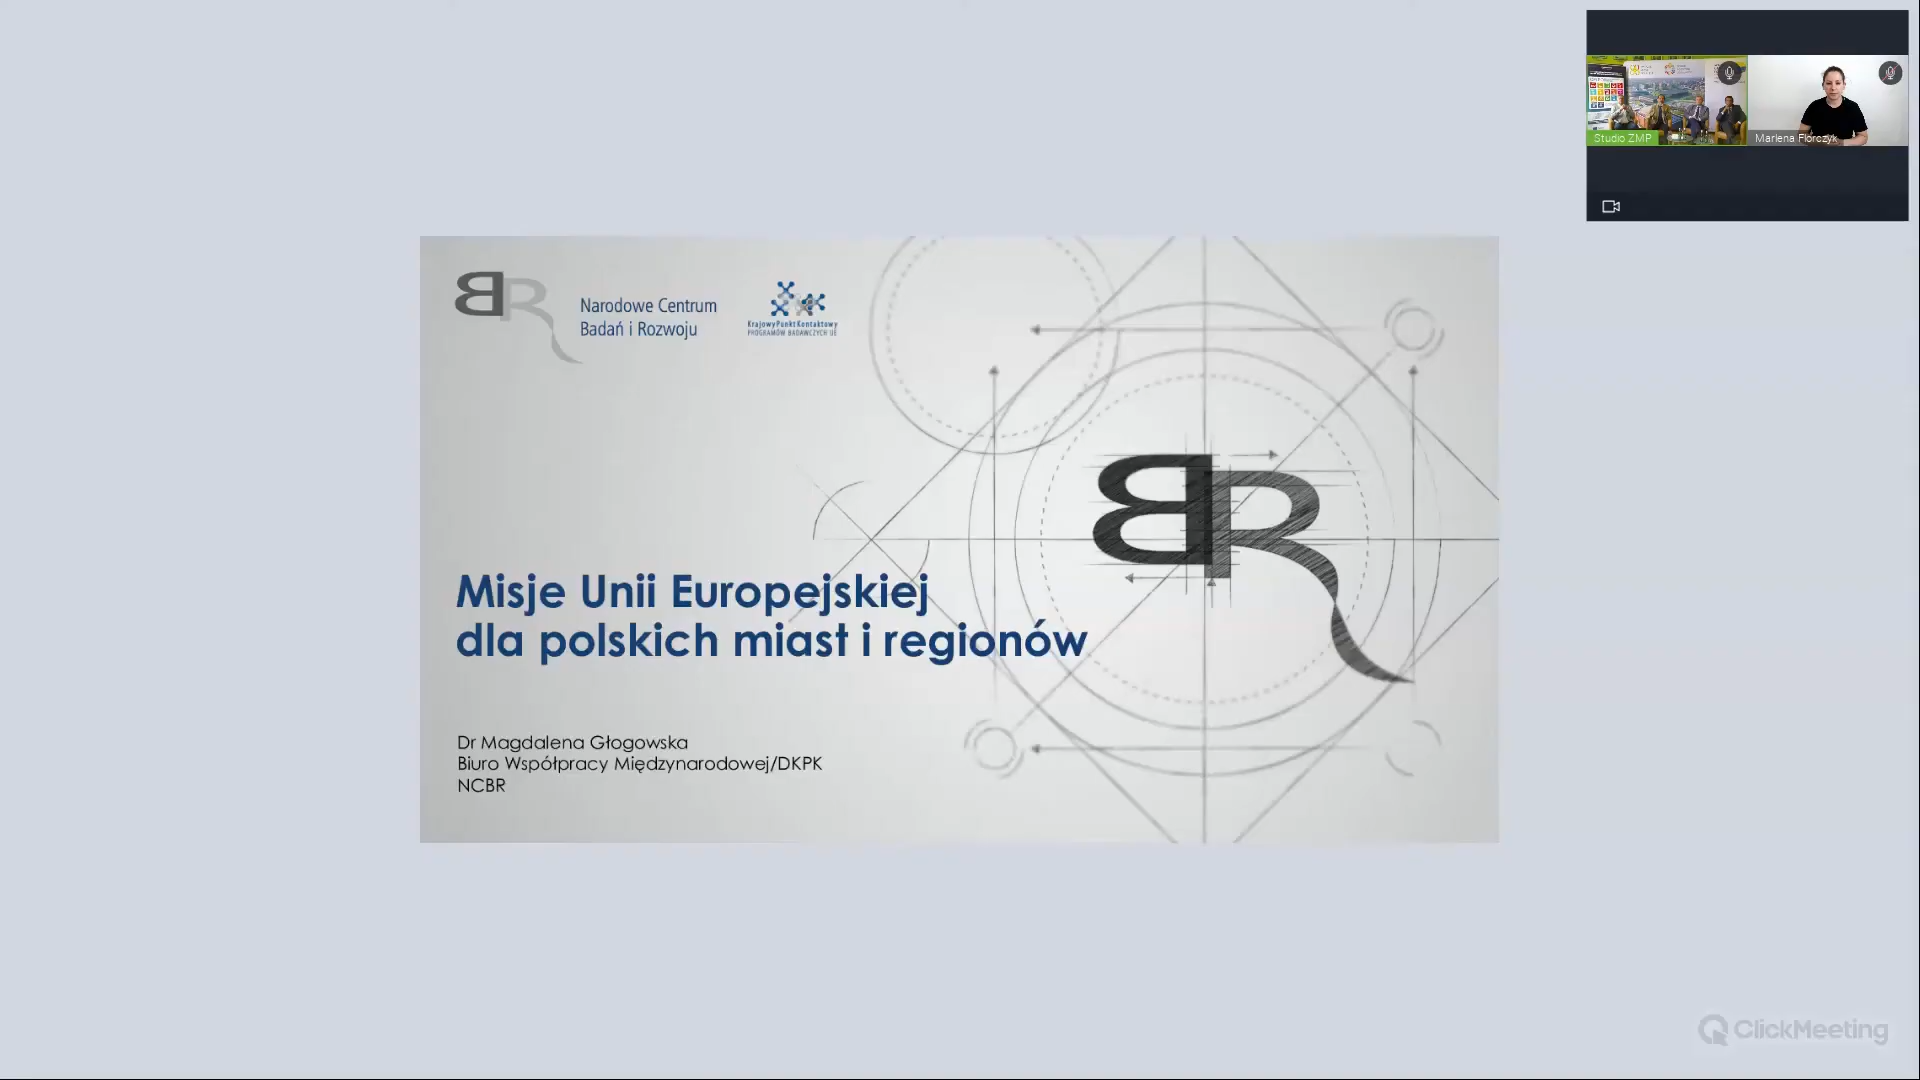 Studio ZMP
Marlena Florczyk
Narodowe Centrum
Badań i Rozwoju
Krajowy Punkt Kontaktowy
PROGRAMÓW BADAWCZYCH UE
Misje Unii Europejskiej
dla polskich miast i regionów
Dr Magdalena Głogowska
Biuro Współpracy Międzynarodowej/DKPK
NCBR
ClickMeeting